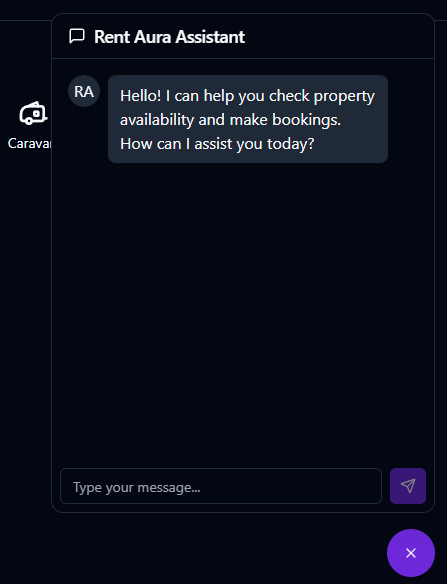 Rent Aura Assistant
RA
Hello! I can help you check property
availability and make bookings.
How can I assist you today?
Type your message...